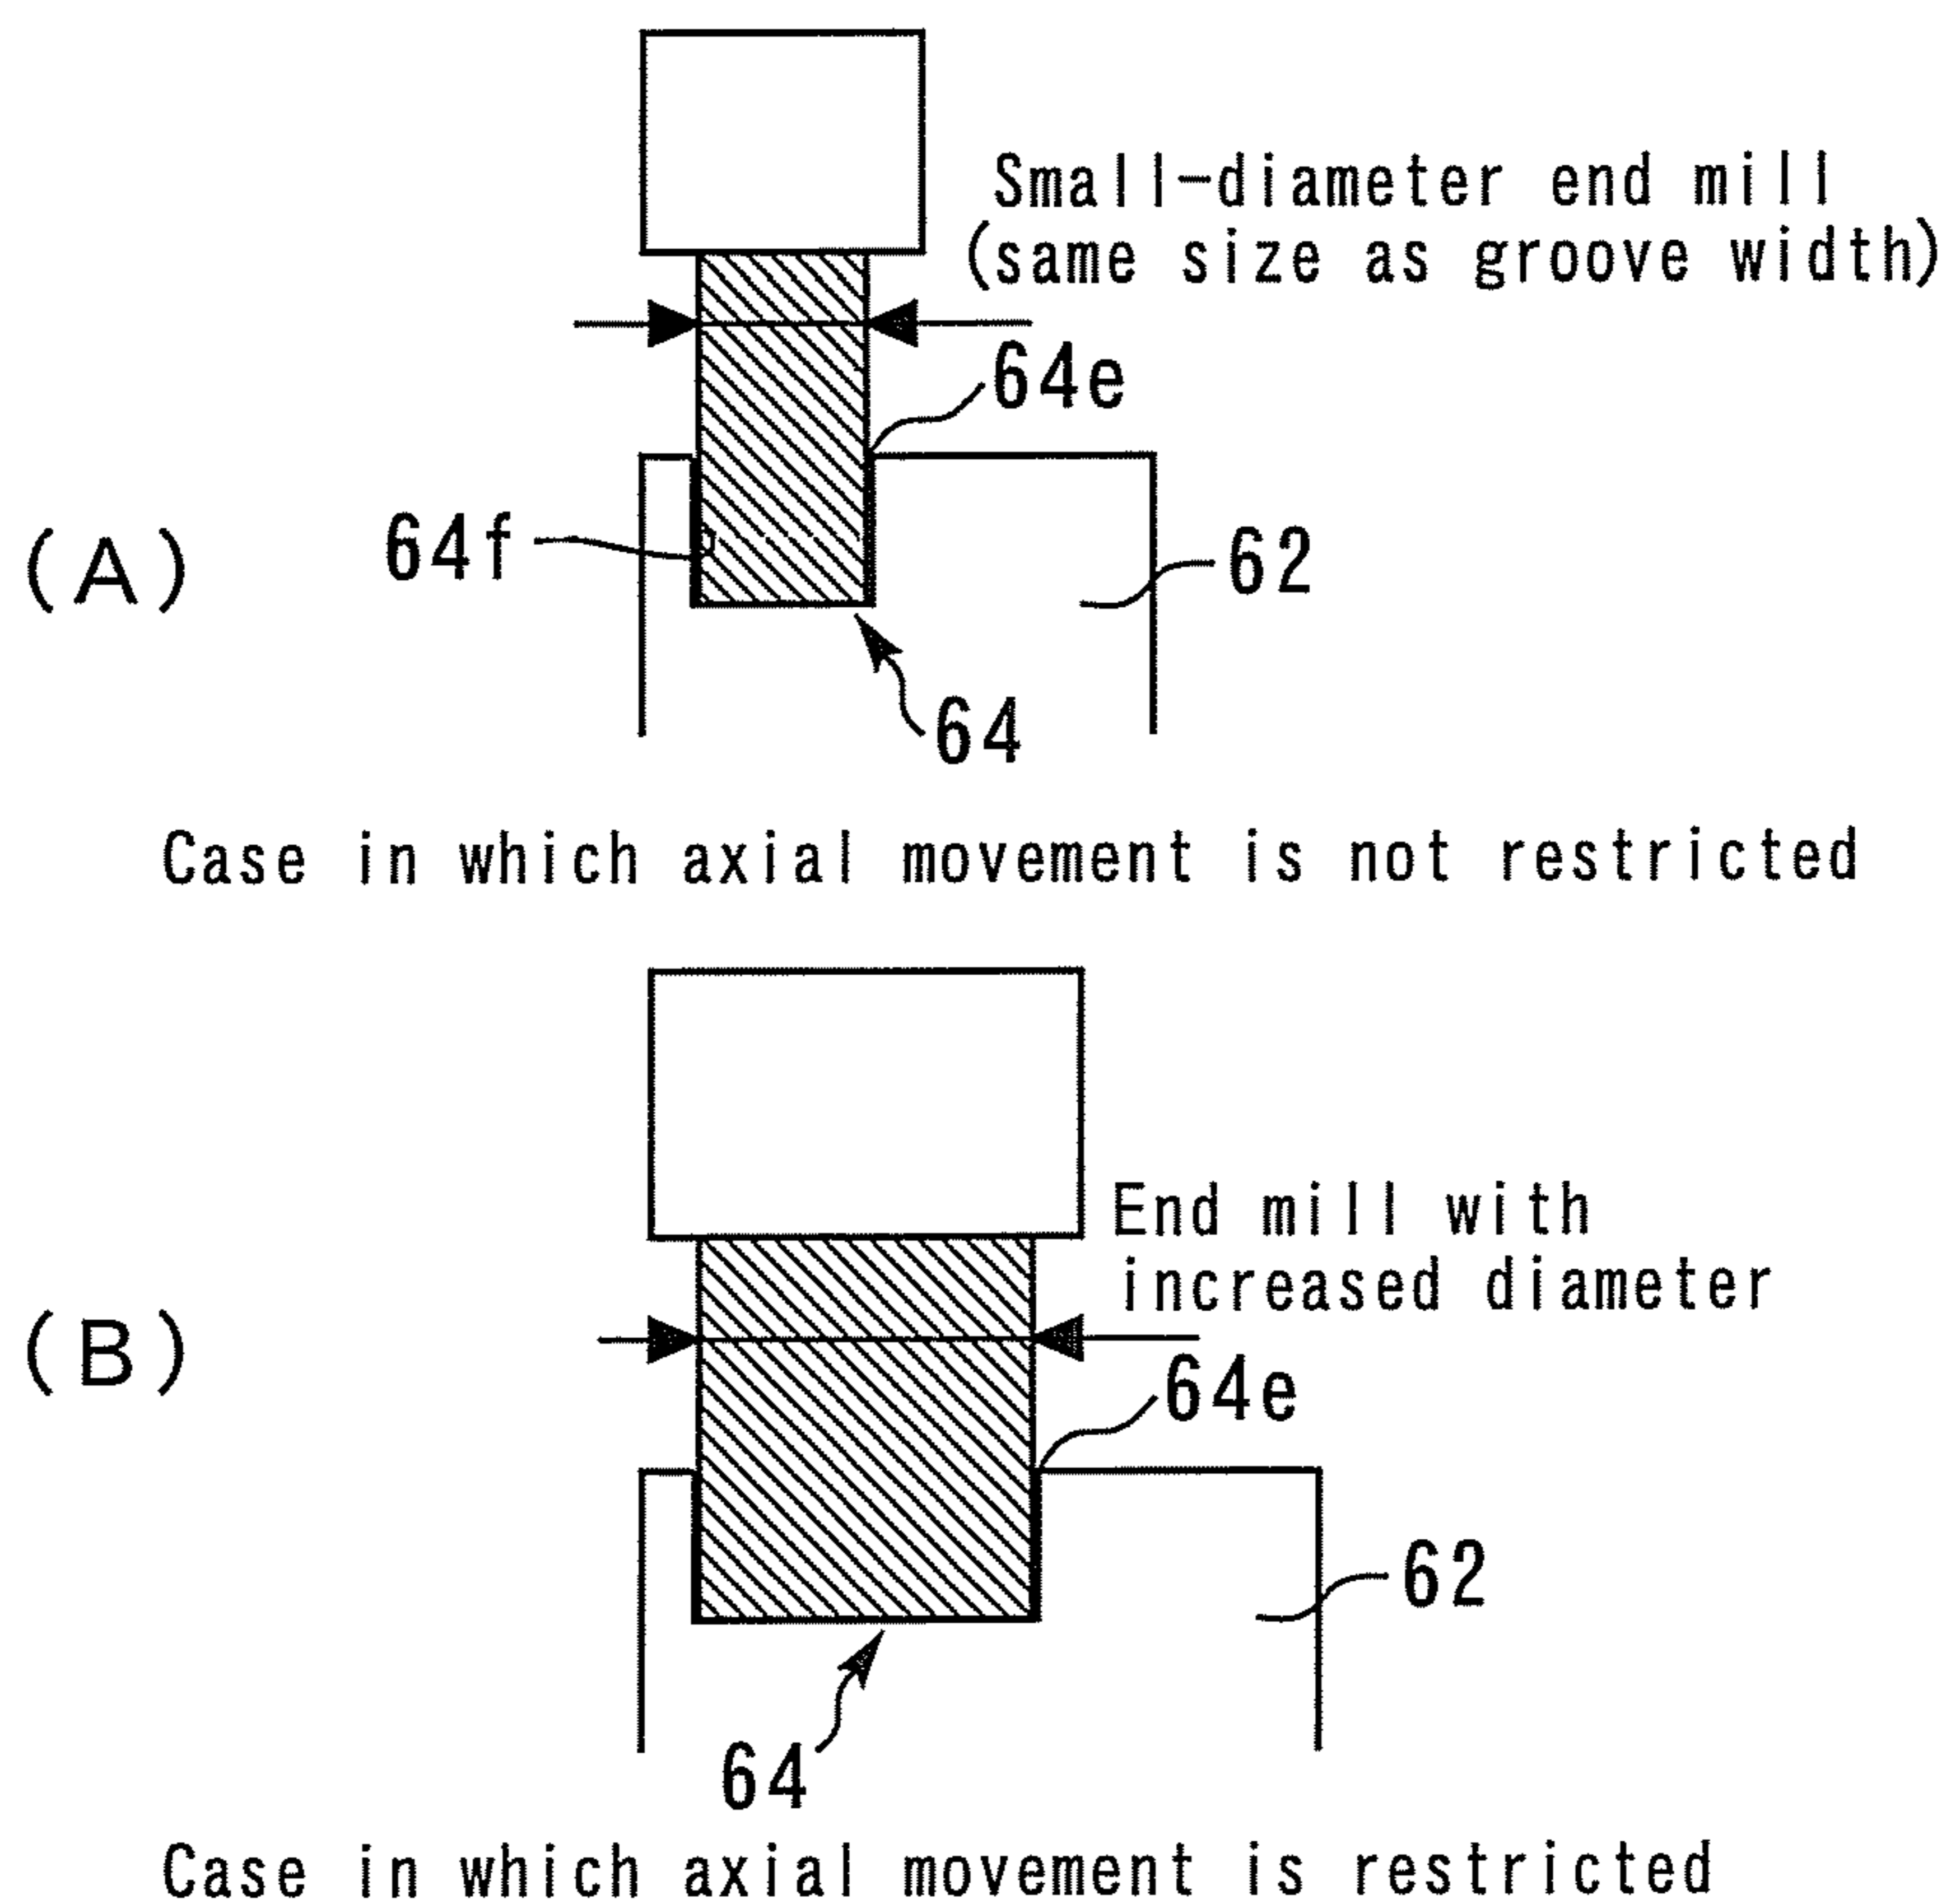 Small-diameter end mill
(same size as groove width)
64e
64f
(A)
62
64
Case in which axial movement is not restricted
End mill with
increased diameter
(B)
64e
62
64
Case in which axial movement is restricted